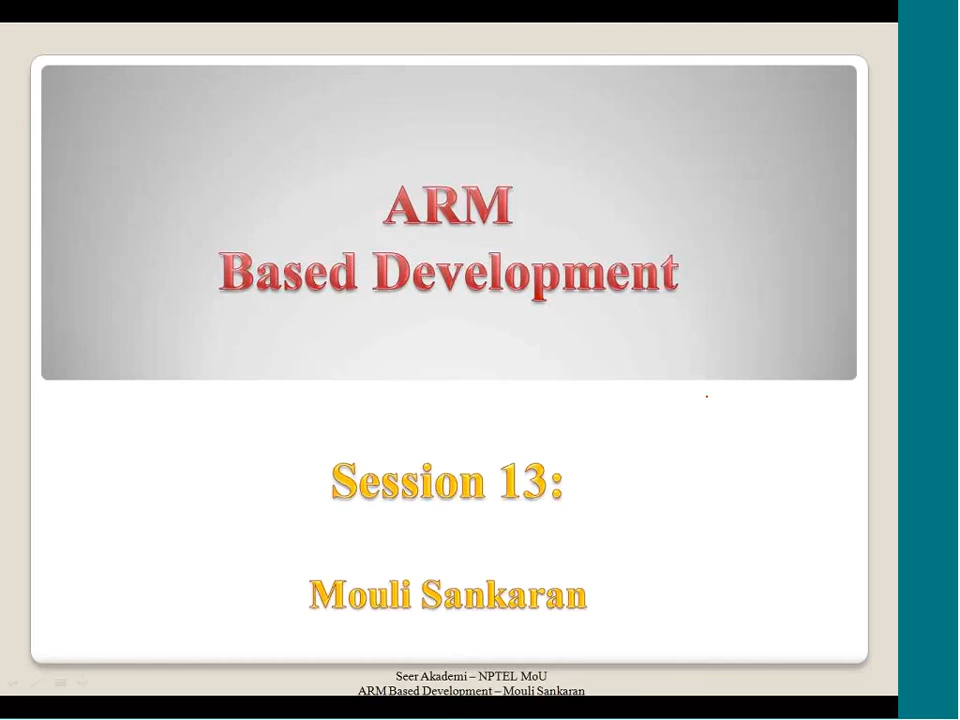 ARM
Based Development
Session 13:
Mouli Sankaran
Seer Akademi – NPTEL MoU
ARM Based Development – Mouli Sankaran